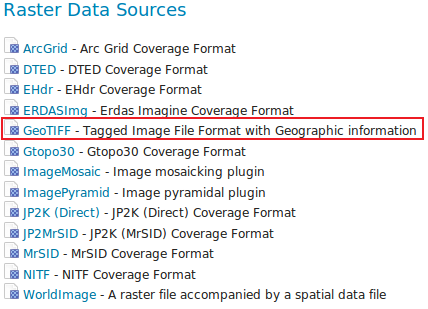 Raster Data Sources
ArcGrid - Arc Grid Coverage Format
DTED - DTED Coverage Format
EHdr - EHdr Coverage Format
ERDASImg - Erdas Imagine Coverage Format
GeoTIFF - Tagged Image File Format with Geographic information
Gtopo30 - Gtopo30 Coverage Format
ImageMosaic - Image mosaicking plugin
ImagePyramid - Image pyramidal plugin
JP2K (Direct) - JP2K (Direct) Coverage Format
JP2MrSID - JP2K (MrSID) Coverage Format
MrSID - MrSID Coverage Format
NITF - NITF Coverage Format
WorldImage - A raster file accompanied by a spatial data file